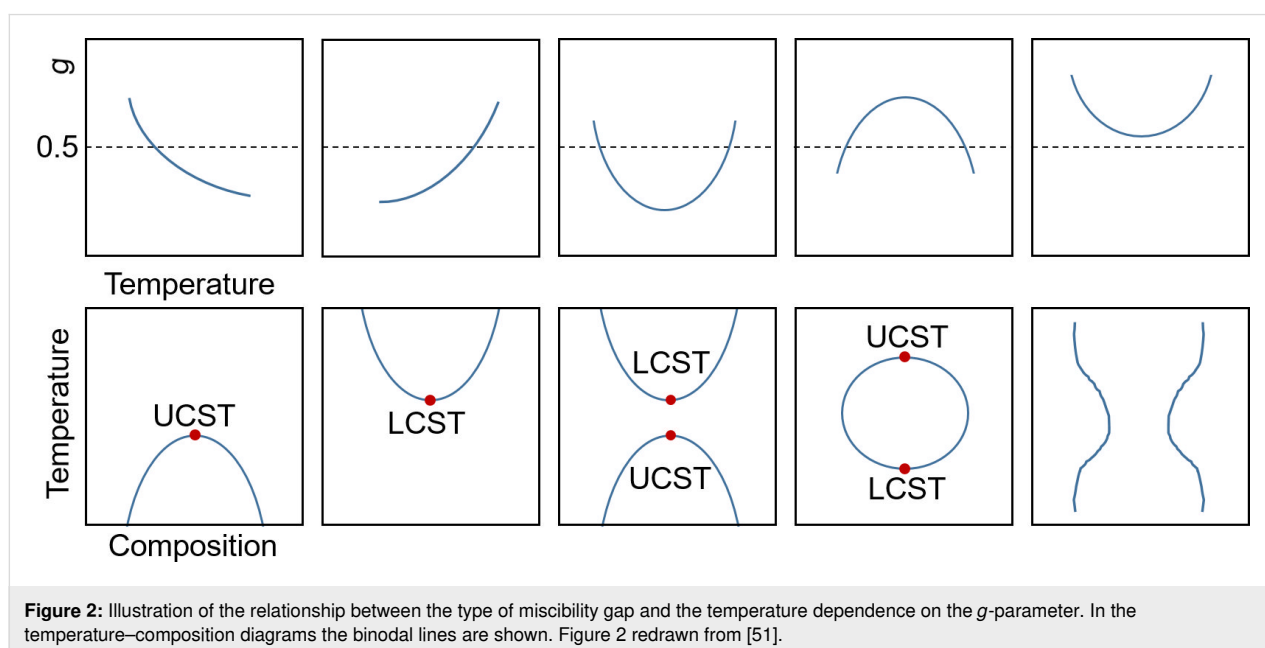 g
0.5
Temperature
Temperature
UCST
LCST
LCST
UCST
UCST
LCST
Composition
Figure 2: Illustration of the relationship between the type of miscibility gap and the temperature dependence on the g-parameter. In the
temperature–composition diagrams the binodal lines are shown. Figure 2 redrawn from [51].